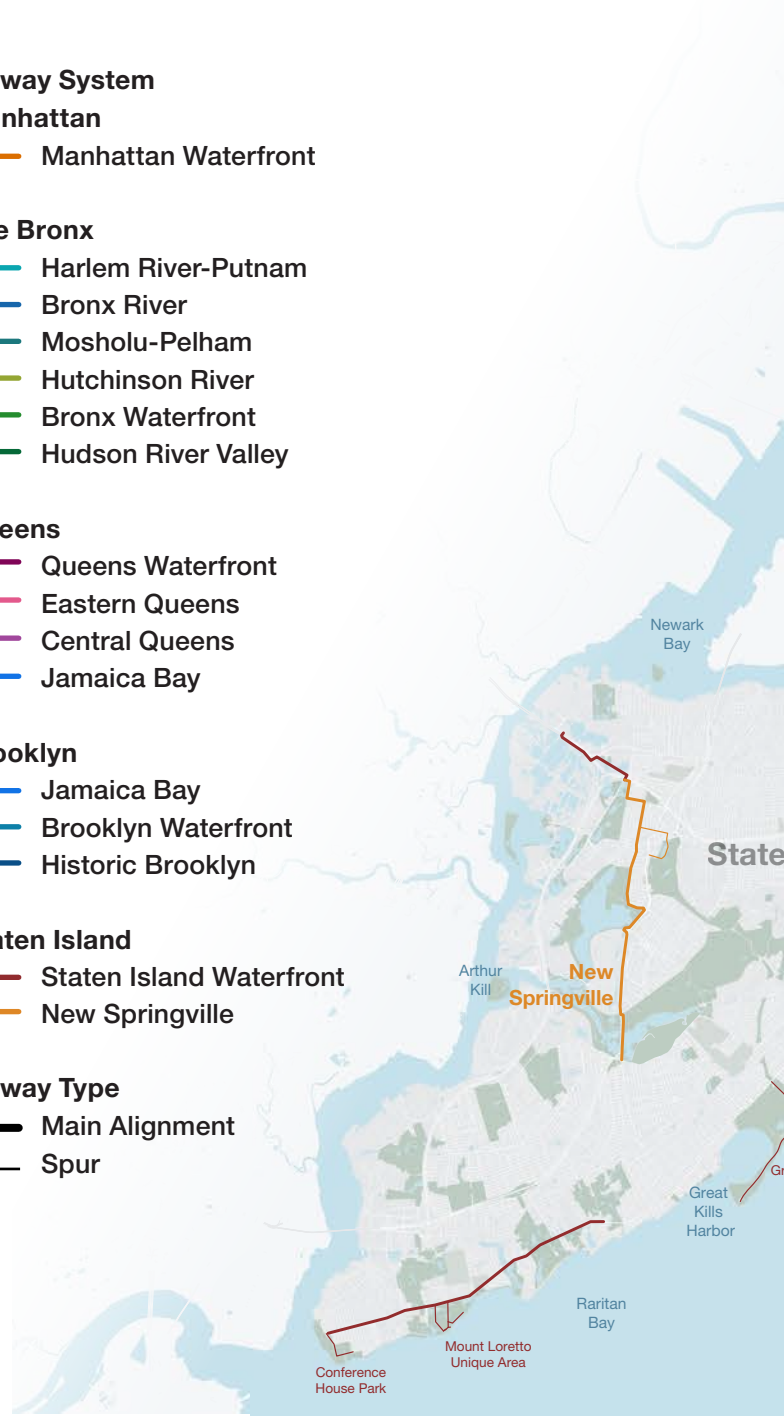 way System
nhattan
Manhattan Waterfront
e Bronx
Harlem River-Putnam
Bronx River
Mosholu-Pelham
Hutchinson River
Bronx Waterfront
Hudson River Valley
eens
Queens Waterfront
Eastern Queens
Central Queens
Jamaica Bay
ooklyn
Jamaica Bay
Brooklyn Waterfront
Historic Brooklyn
aten Island
Staten Island Waterfront
New Springville
way Type
Main Alignment
Spur
Newark
Bay
State
Arthur
Kill
New
Springville
Gr
Great
Kills
Harbor
Raritan
Bay
Mount Loretto
Unique Area
Conference
House Park